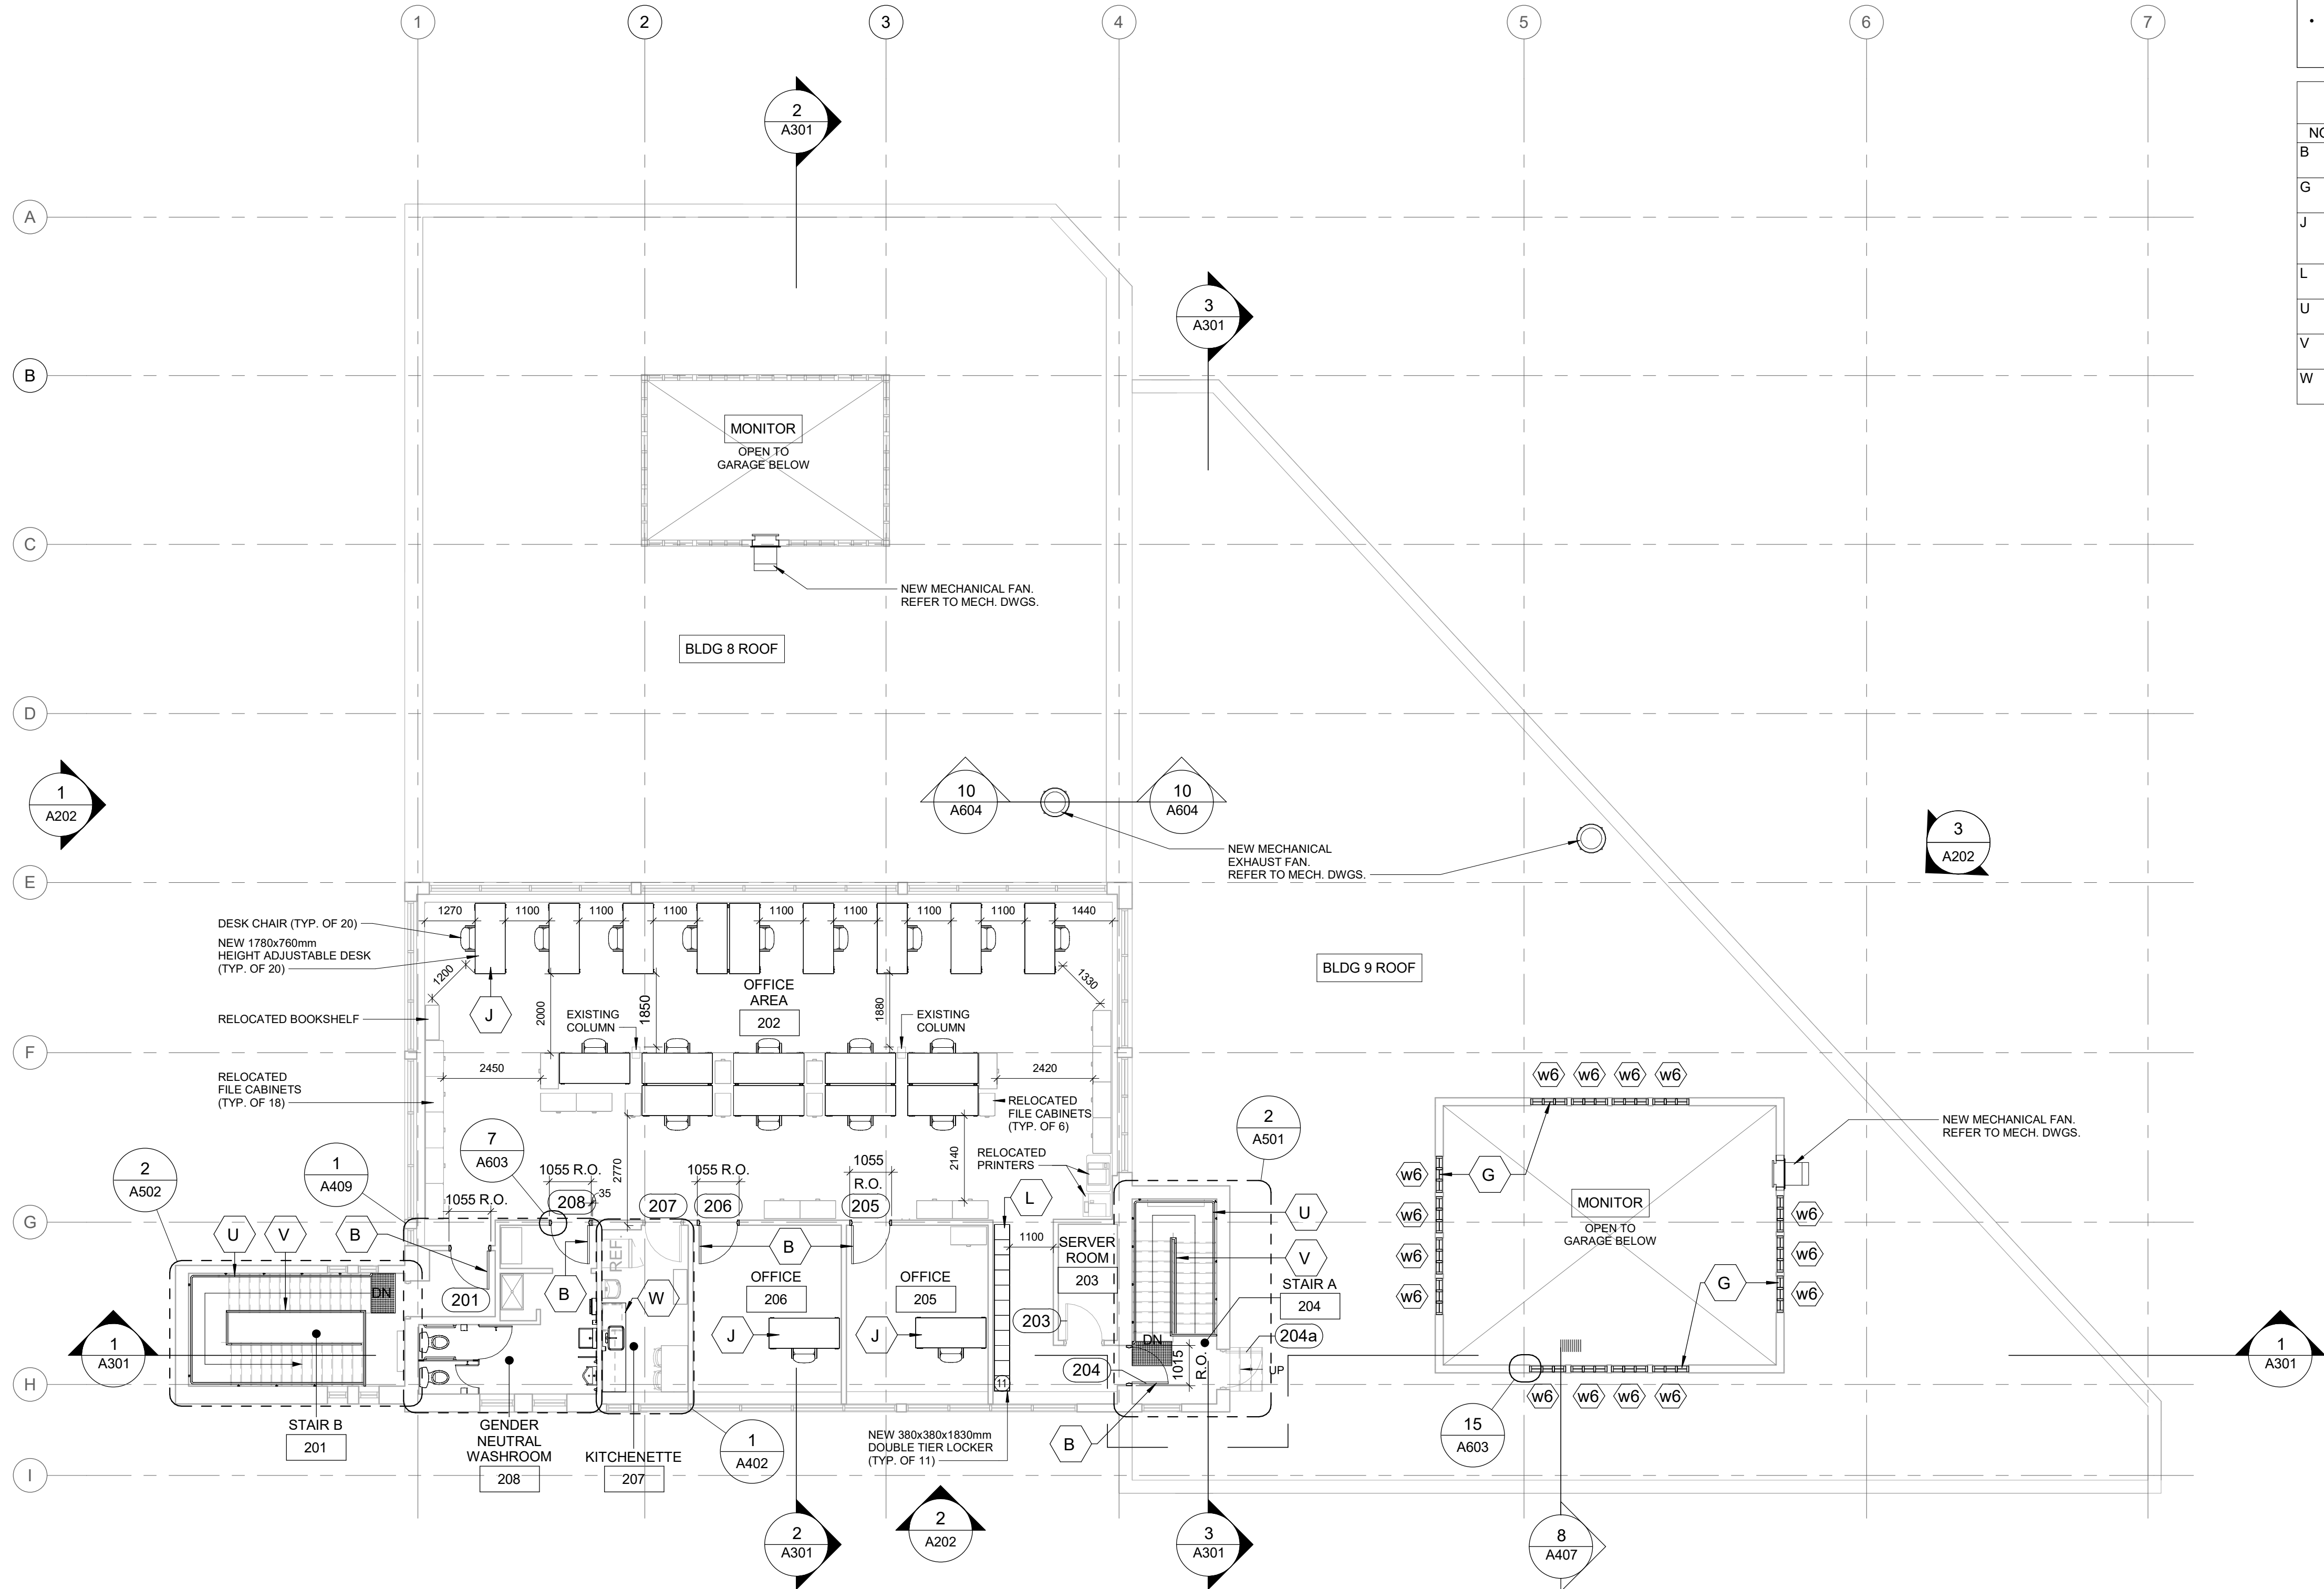 1
2
3
4
5
6
7
2
A301
NO
B
G
J
L
U
V
W
A
3
A301
B
MONITOR
OPEN TO
GARAGE BELOW
C
NEW MECHANICAL FAN.
REFER TO MECH. DWGS.
BLDG 8 ROOF
D
1
A202
10
A604
10
A604
3
A202
NEW MECHANICAL
EXHAUST FAN.
REFER TO MECH. DWGS.
E
DESK CHAIR (TYP. OF 20)
NEW 1780x760mm
HEIGHT ADJUSTABLE DESK
(TYP. OF 20)
1270
1100
1100
1100
1100
1100
1100
1100
1440
1200
1330
BLDG 9 ROOF
OFFICE
AREA
202
J
2000
1850
1880
RELOCATED BOOKSHELF
EXISTING
COLUMN
EXISTING
COLUMN
F
2450
2420
RELOCATED
FILE CABINETS
(TYP. OF 18)
RELOCATED
FILE CABINETS
(TYP. OF 6)
w6
w6
w6
w6
2
A501
NEW MECHANICAL FAN.
REFER TO MECH. DWGS.
7
A603
1
A409
2
A502
2770
2140
RELOCATED
PRINTERS
1055 R.O.
1055 R.O.
1055
R.O.
1055 R.O.
35
208
207
206
205
L
G
w6
G
MONITOR
OPEN TO
GARAGE BELOW
w6
w6
w6
w6
w6
w6
G
U
V
B
B
REF.
1100
SERVER
ROOM
203
U
V
STAIR A
204
DN
201
B
W
OFFICE
206
OFFICE
205
J
J
203
204a
DN
1015
R.O.
UP
204
1
A301
1
A301
H
11
w6
w6
w6
w6
STAIR B
201
GENDER
NEUTRAL
WASHROOM
208
KITCHENETTE
207
1
A402
NEW 380x380x1830mm
DOUBLE TIER LOCKER
(TYP. OF 11)
B
15
A603
I
2
A301
2
A202
3
A301
8
A407